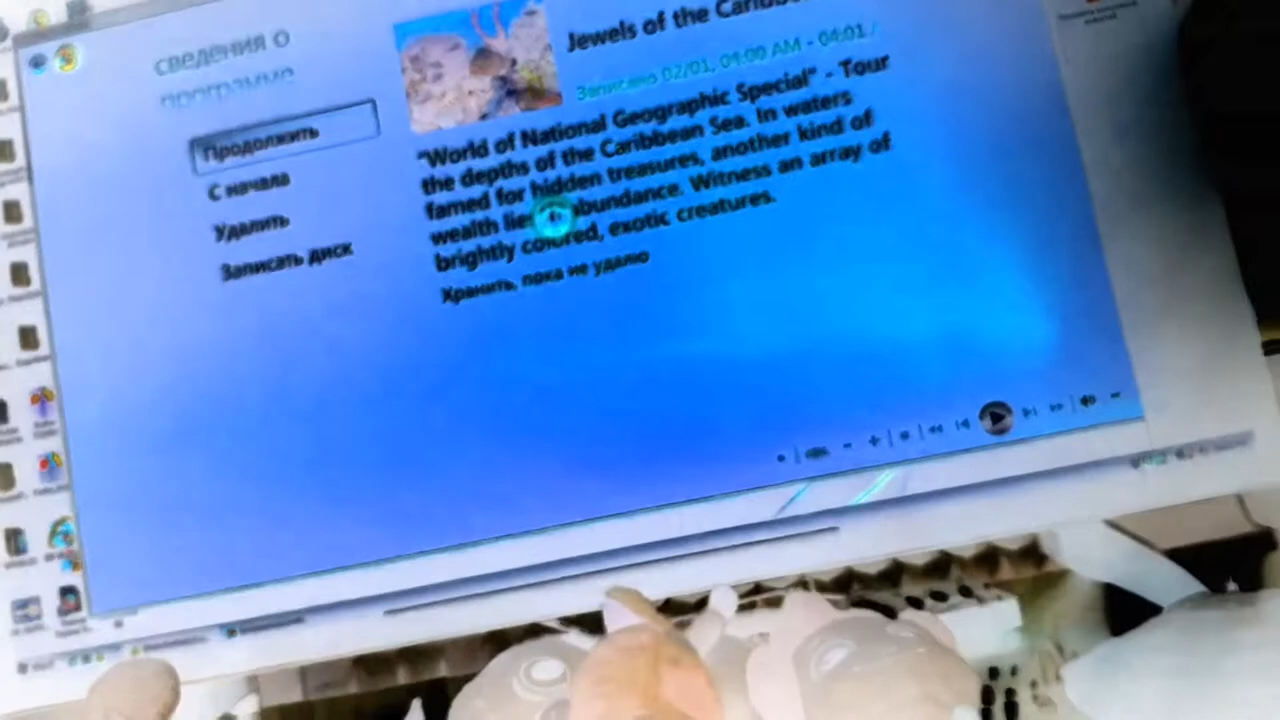 сведения о
программе
Продолжить
С начала
Удалить
Записать диск
Jewels of the
Записано 02/01, 04:00 AM - 04:01
"World of National Geographic Special" - Tour
the depths of the Caribbean Sea. In waters
famed for hidden treasures, another kind of
wealth abundance. Witness an array of
brightly colored, exotic creatures.
Хранить, пока не удалю